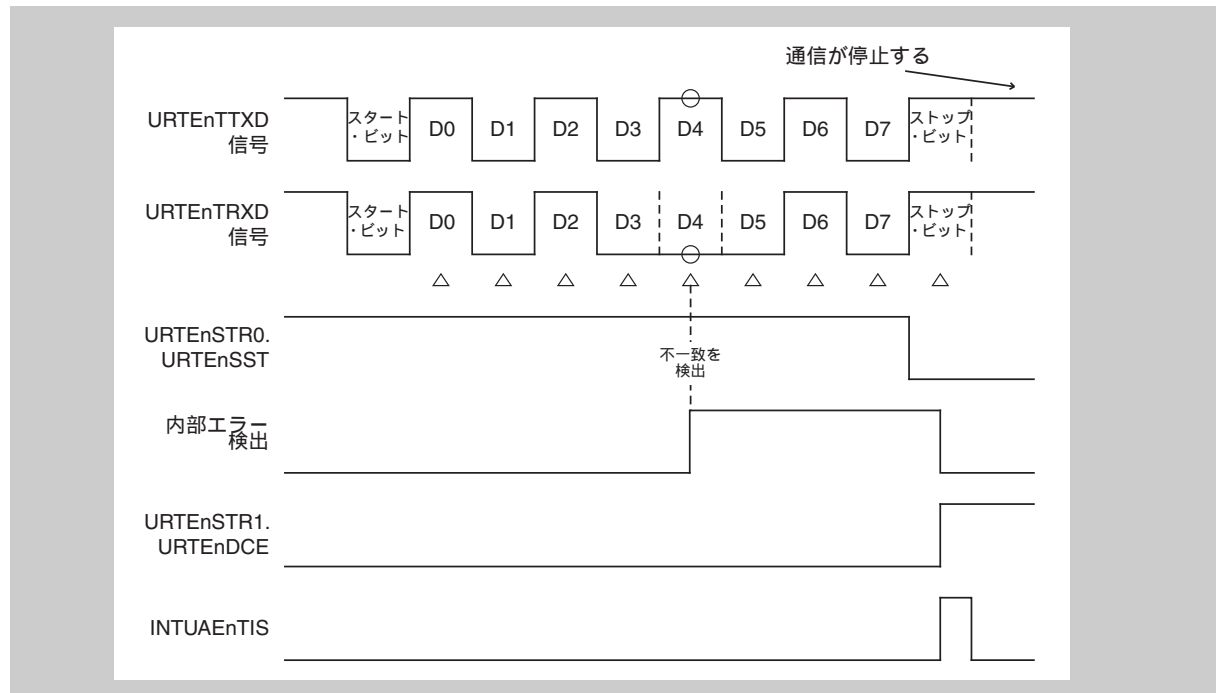 通信が停止する
URTEnTTXD
信号
スタート
・ビット
D0
D1
D2
D3
D4
D5
D6
D7
ストップ
・ビット
URTEnTRXD
信号
スタート
・ビット
D0
D1
D2
D3
D4
D5
D6
D7
ストップ
・ビット
URTEnSTR0.
URTEnSST
不一致を
検出
内部エラー
検出
URTEnSTR1.
URTEnDCE
INTUAEnTIS